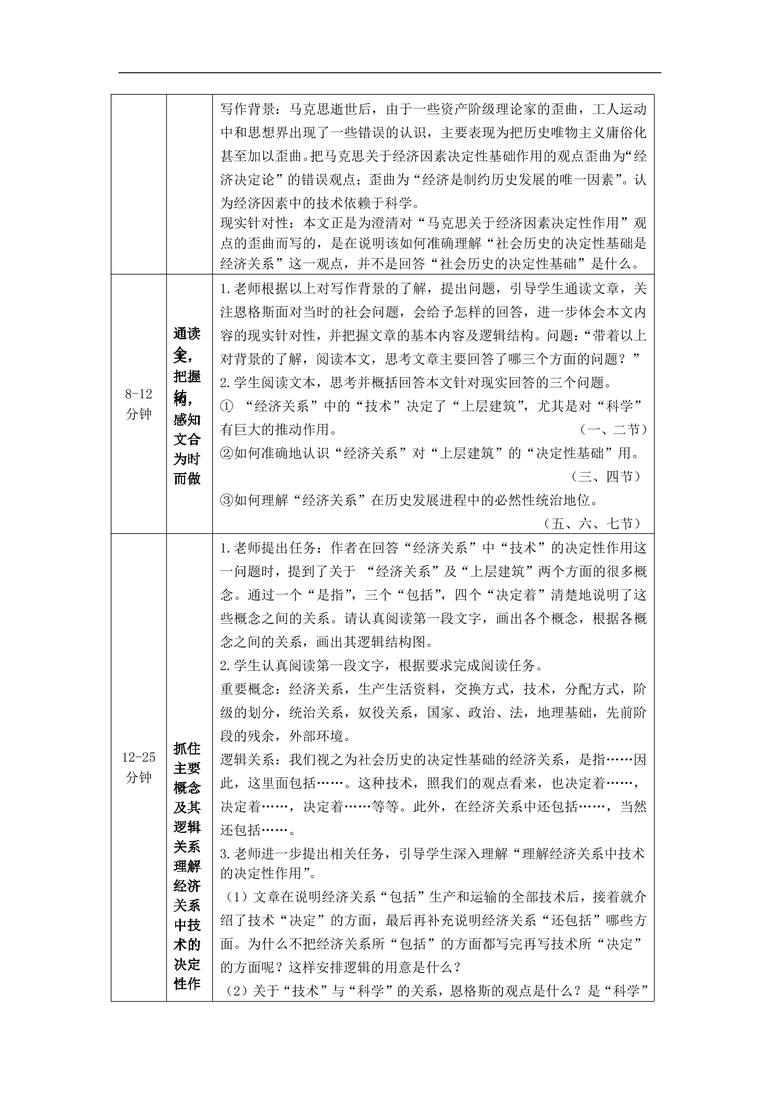 写作背景：马克思逝世后，由于一些资产阶级理论家的歪曲，工人运动
中和思想界出现了一些错误的认识，主要表现为把历史唯物主义庸俗化
甚至加以歪曲。把马克思关于经济因素决定性基础作用的观点歪曲为“经
济决定论”的错误观点；歪曲为“经济是制约历史发展的唯一因素”。认
为经济因素中的技术依赖于科学。
现实针对性：本文正是为澄清对“马克思关于经济因素决定性作用”观
点的歪曲而写的，是在说明该如何准确理解“社会历史的决定性基础是
经济关系”这一观点，并不是回答“社会历史的决定性基础”是什么。
8-12
分钟
通读
全文，
把握
结构，
感知
文合
为时
而做
1.老师根据以上对写作背景的了解，提出问题，引导学生通读文章，关
注恩格斯面对当时的社会问题，会给予怎样的回答，进一步体会本文内
容的现实针对性，并把握文章的基本内容及逻辑结构。问题：“带着以上
对背景的了解，阅读本文，思考文章主要回答了哪三个方面的问题？”
2.学生阅读文本，思考并概括回答本文针对现实回答的三个问题。
① “经济关系”中的“技术”决定了“上层建筑”，尤其是对“科学”
有巨大的推动作用。 （一、二节）
②如何准确地认识“经济关系”对“上层建筑”的“决定性基础”用。
（三、四节）
③如何理解“经济关系”在历史发展进程中的必然性统治地位。
（五、六、七节）
12-25
分钟
抓住
主要
概念
及其
逻辑
关系
理解
经济
关系
中技
术的
决定
性作
1.老师提出任务：作者在回答“经济关系”中“技术”的决定性作用这
一问题时，提到了关于 “经济关系”及“上层建筑”两个方面的很多概
念。通过一个“是指”，三个“包括”，四个“决定着”清楚地说明了这
些概念之间的关系。请认真阅读第一段文字，画出各个概念，根据各概
念之间的关系，画出其逻辑结构图。
2.学生认真阅读第一段文字，根据要求完成阅读任务。
重要概念：经济关系，生产生活资料，交换方式，技术，分配方式，阶
级的划分，统治关系，奴役关系，国家、政治、法，地理基础，先前阶
段的残余，外部环境。
逻辑关系：我们视之为社会历史的决定性基础的经济关系，是指……因
此，这里面包括……。这种技术，照我们的观点看来，也决定着……，
决定着……，决定着……等等。此外，在经济关系中还包括……，当然
还包括……。
3.老师进一步提出相关任务，引导学生深入理解“理解经济关系中技术
的决定性作用”。
（1）文章在说明经济关系“包括”生产和运输的全部技术后，接着就介
绍了技术“决定”的方面，最后再补充说明经济关系“还包括”哪些方
面。为什么不把经济关系所“包括”的方面都写完再写技术所“决定”
的方面呢？这样安排逻辑的用意是什么？
（2）关于“技术”与“科学”的关系，恩格斯的观点是什么？是“科学”